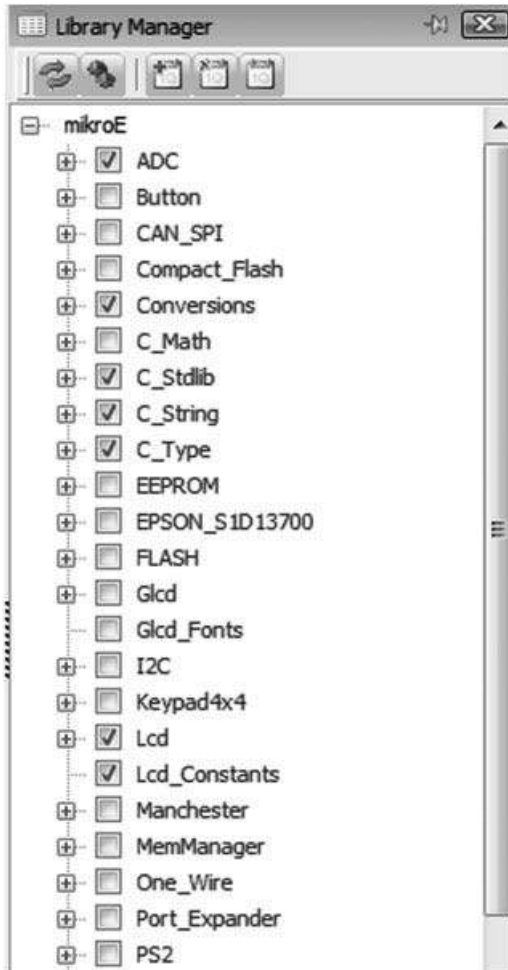 Library Manager
mikroE
ADC
Button
CAN_SPI
Compact_Flash
Conversions
C_Math
C_Stdlib
C_String
C_Type
EEPROM
EPSON_S1D13700
FLASH
Glcd
Glcd_Fonts
I2C
Keypad4x4
Lcd
Lcd_Constants
Manchester
MemManager
One_Wire
Port_Expander
PS2